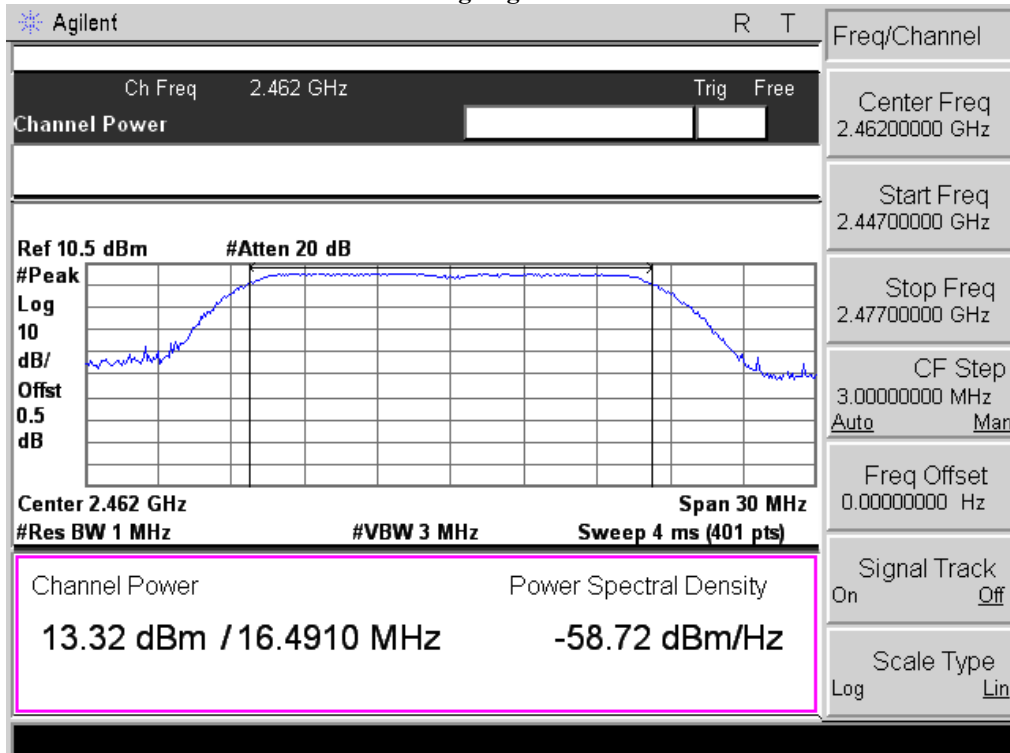 Agilent R T
Freq/Channel
Ch Freq 2.462 GHz Trig Free
Channel Power
Center Freq
2.46200000 GHz
Start Freq
2.44700000 GHz
Stop Freq
2.47700000 GHz
CF Step
3.00000000 MHz
Auto Man
Freq Offset
0.00000000 Hz
Signal Track
On Off
Scale Type
Log Lin
Ref 10.5 dBm #Atten 20 dB
#Peak
Log
10
dB/
Offst
0.5
dB
Center 2.462 GHz Span 30 MHz
#Res BW 1 MHz #VBW 3 MHz Sweep 4 ms (401 pts)
Channel Power Power Spectral Density
13.32 dBm / 16.4910 MHz -58.72 dBm/Hz